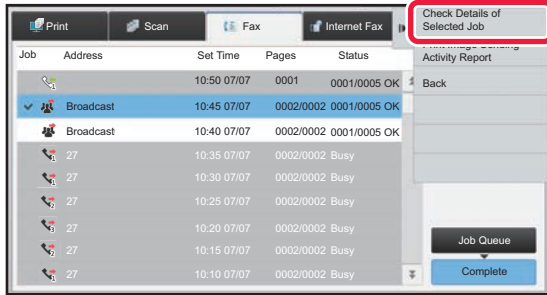 Print
Scan
Fax
Internet Fax
Check Details of
Selected Job
Print Image Sending
Activity Report
Back
Job Address Set Time Pages Status
10:50 07/07 0001 0001/0005 OK
Broadcast 10:45 07/07 0002/0002 0001/0005 OK
Broadcast 10:40 07/07 0002/0002 0001/0005 OK
27 10:35 07/07 0002/0002 Busy
27 10:30 07/07 0002/0002 Busy
27 10:25 07/07 0002/0002 Busy
27 10:20 07/07 0002/0002 Busy
27 10:15 07/07 0002/0002 Busy
27 10:10 07/07 0002/0002 Busy
Job Queue
Complete